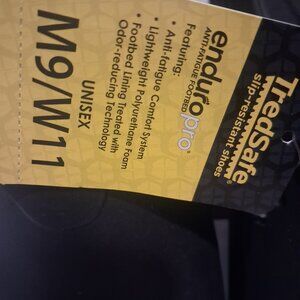 TredSafe®
slip-resistant shoes
endurapro®
ANTI-FATIGUE FOOTBED
Featuring:
• Anti-fatigue Comfort System
• Lightweight Polyurethane Foam
• Footbed Lining Treated with
Odor-reducing Technology
UNISEX
M9/W11